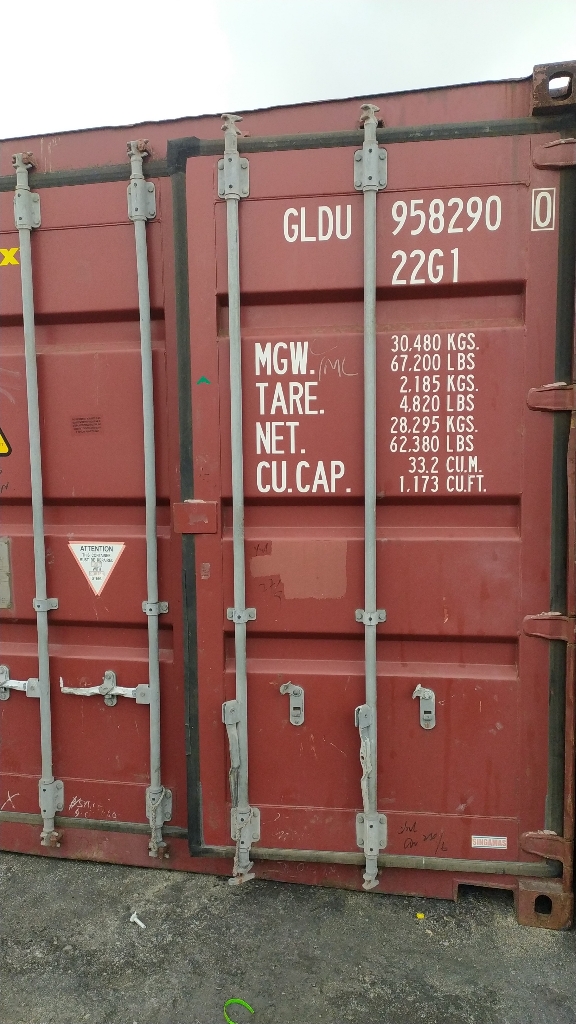 GLDU 958290 0
22G1
X
MGW. 30,480 KGS.
67,200 LBS
TARE. 2,185 KGS.
4,820 LBS
NET. 28,295 KGS.
62,380 LBS
CU.CAP. 33.2 CU.M.
1,173 CU.FT.
ATTENTION
SINGAMAS